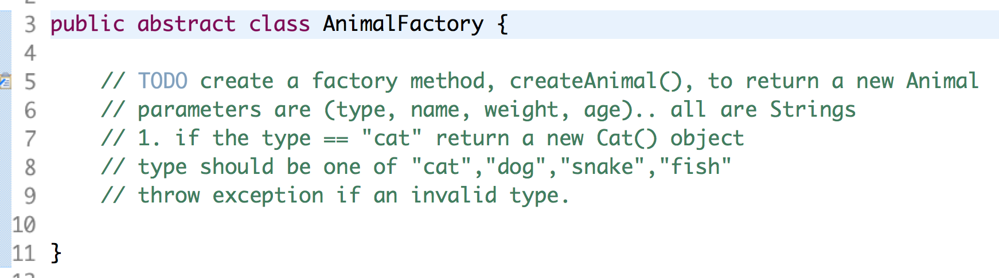 3 public abstract class AnimalFactory {
4
5 // TODO create a factory method, createAnimal(), to return a new Animal
6 // parameters are (type, name, weight, age).. all are Strings
7 // 1. if the type == "cat" return a new Cat() object
8 // type should be one of "cat","dog","snake","fish"
9 // throw exception if an invalid type.
10
11 }